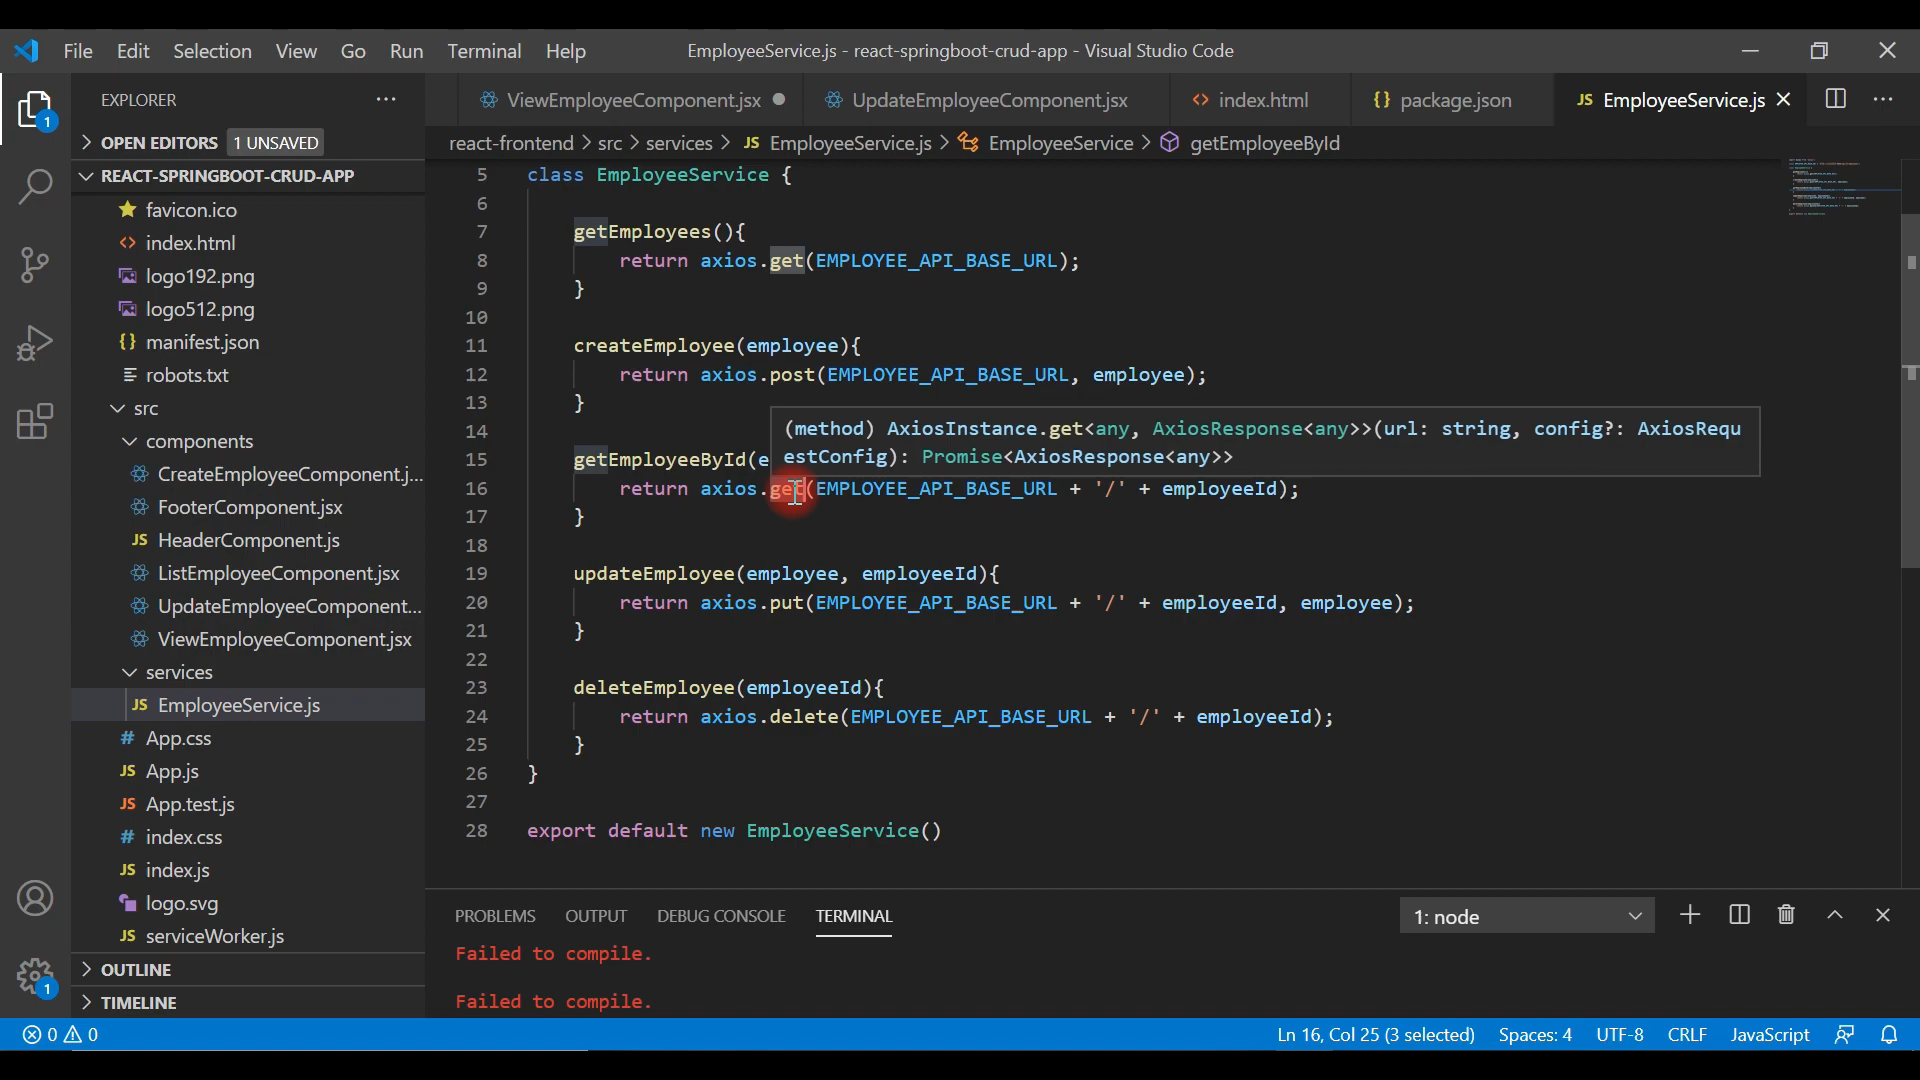 File Edit Selection View Go Run Terminal Help
EmployeeService.js - react-springboot-crud-app - Visual Studio Code
EXPLORER
OPEN EDITORS 1 UNSAVED
REACT-SPRINGBOOT-CRUD-APP
favicon.ico
index.html
logo192.png
logo512.png
{} manifest.json
robots.txt
src
components
CreateEmployeeComponent.j...
FooterComponent.jsx
JS HeaderComponent.js
ListEmployeeComponent.jsx
UpdateEmployeeComponent...
ViewEmployeeComponent.jsx
services
JS EmployeeService.js
# App.css
JS App.js
JS App.test.js
# index.css
JS index.js
logo.svg
JS serviceWorker.js
OUTLINE
TIMELINE
1
1
ViewEmployeeComponent.jsx
UpdateEmployeeComponent.jsx
<> index.html
{} package.json
JS EmployeeService.js
react-frontend > src > services > JS EmployeeService.js > EmployeeService > getEmployeeById
5 class EmployeeService {
6
7 getEmployees(){
8 return axios.get(EMPLOYEE_API_BASE_URL);
9 }
10
11 createEmployee(employee){
12 return axios.post(EMPLOYEE_API_BASE_URL, employee);
13 }
14
(method) AxiosInstance.get<any, AxiosResponse<any>>(url: string, config?: AxiosRequ
estConfig): Promise<AxiosResponse<any>>
15 getEmployeeById(e
16 return axios.get(EMPLOYEE_API_BASE_URL + '/' + employeeId);
17 }
18
19 updateEmployee(employee, employeeId){
20 return axios.put(EMPLOYEE_API_BASE_URL + '/' + employeeId, employee);
21 }
22
23 deleteEmployee(employeeId){
24 return axios.delete(EMPLOYEE_API_BASE_URL + '/' + employeeId);
25 }
26 }
27
28 export default new EmployeeService()
PROBLEMS OUTPUT DEBUG CONSOLE TERMINAL
1: node
Failed to compile.
Failed to compile.
0 0
Ln 16, Col 25 (3 selected) Spaces: 4 UTF-8 CRLF JavaScript